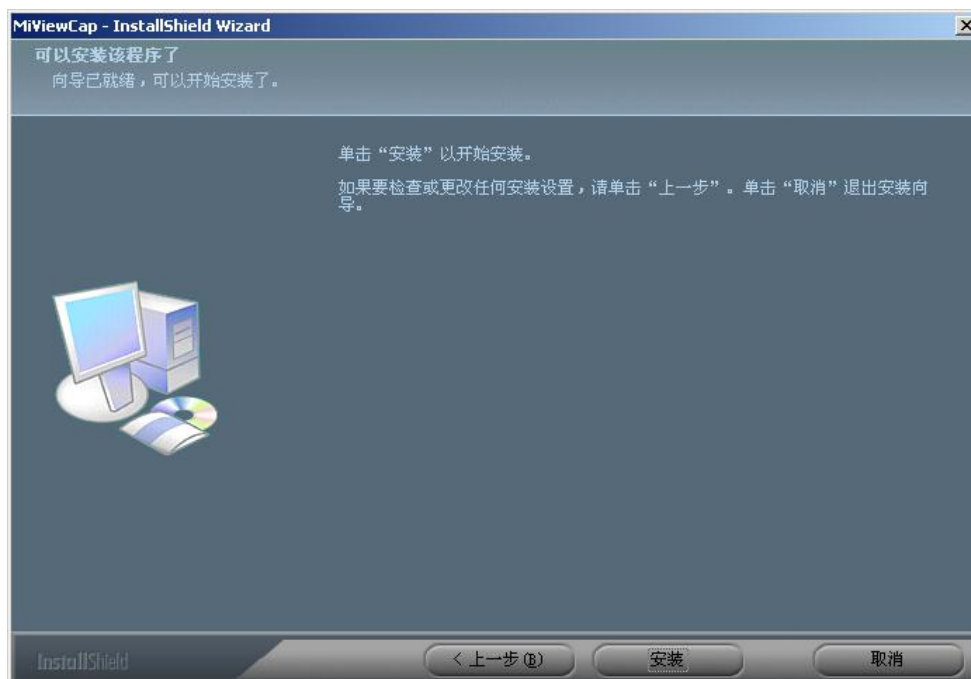 MiViewCap - InstallShield Wizard
可以安装该程序了
向导已就绪，可以开始安装了。
单击“安装”以开始安装。
如果要检查或更改任何安装设置，请单击“上一步”。单击“取消”退出安装向
导。
InstallShield
< 上一步(B)
安装
取消